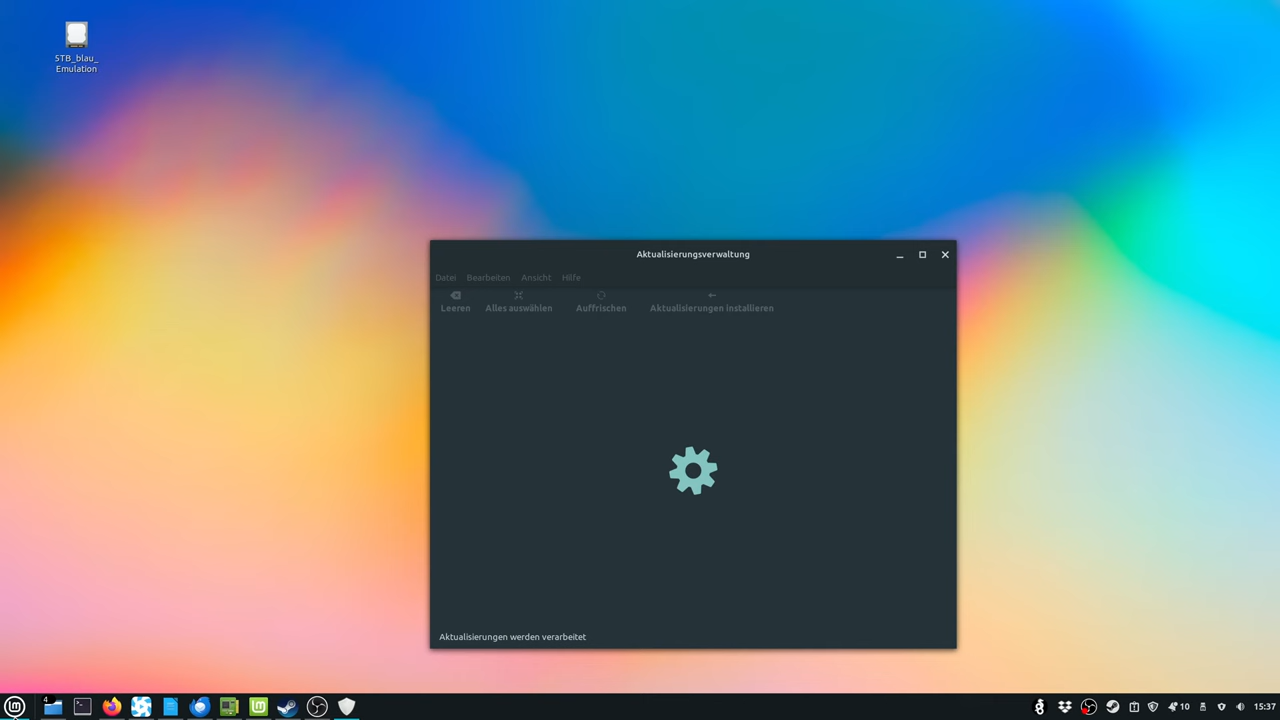 5TB_blau_
Emulation
Aktualisierungsverwaltung
Datei Bearbeiten Ansicht Hilfe
Leeren Alles auswählen Auffrischen Aktualisierungen installieren
Aktualisierungen werden verarbeitet
4 10 15:37